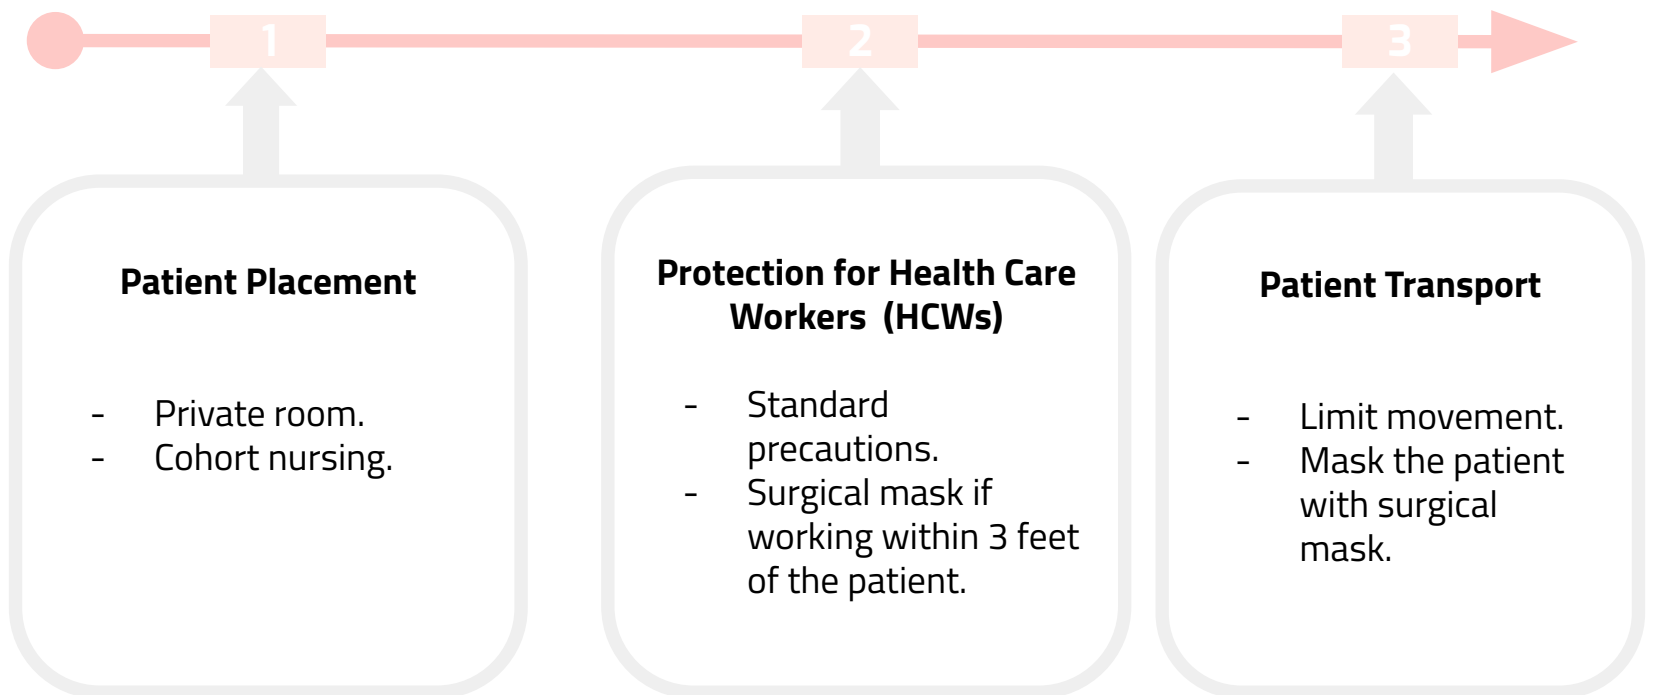 1
2
3
Patient Placement
- Private room.
- Cohort nursing.
Protection for Health Care
Workers (HCWs)
- Standard
precautions.
- Surgical mask if
working within 3 feet
of the patient.
Patient Transport
- Limit movement.
- Mask the patient
with surgical
mask.